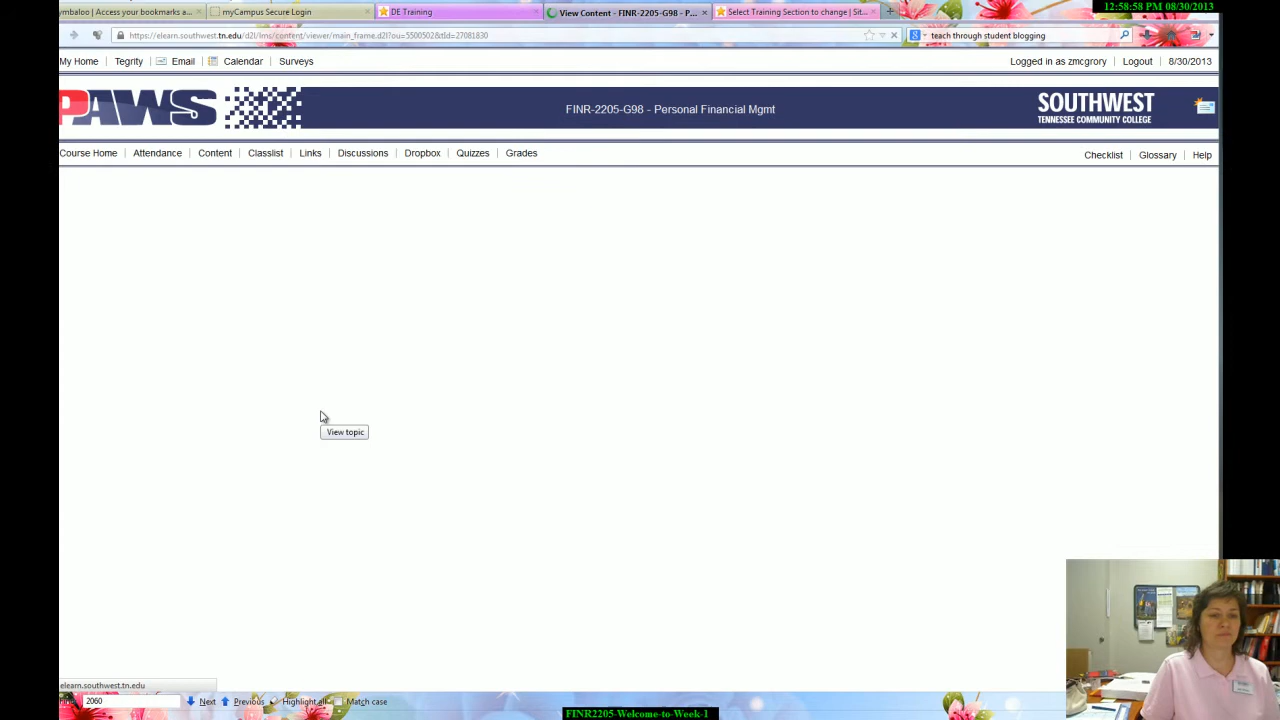 12:58:58 PM 08/30/2013
ymbaloo | Access your bookmarks a...
myCampus Secure Login
DE Training
View Content - FINR-2205-G98 - P...
Select Training Section to change | Sit...
https://elearn.southwest.tn.edu/d2l/lms/content/viewer/main_frame.d2l?ou=5500502&tId=27081830
teach through student blogging
My Home Tegrity Email Calendar Surveys
Logged in as zmcgrory Logout 8/30/2013
PAWS
FINR-2205-G98 - Personal Financial Mgmt
SOUTHWEST
TENNESSEE COMMUNITY COLLEGE
Course Home Attendance Content Classlist Links Discussions Dropbox Quizzes Grades
Checklist Glossary Help
View topic
elearn.southwest.tn.edu
2060 Next Previous Highlight all Match case
FINR2205-Welcome-to-Week-1